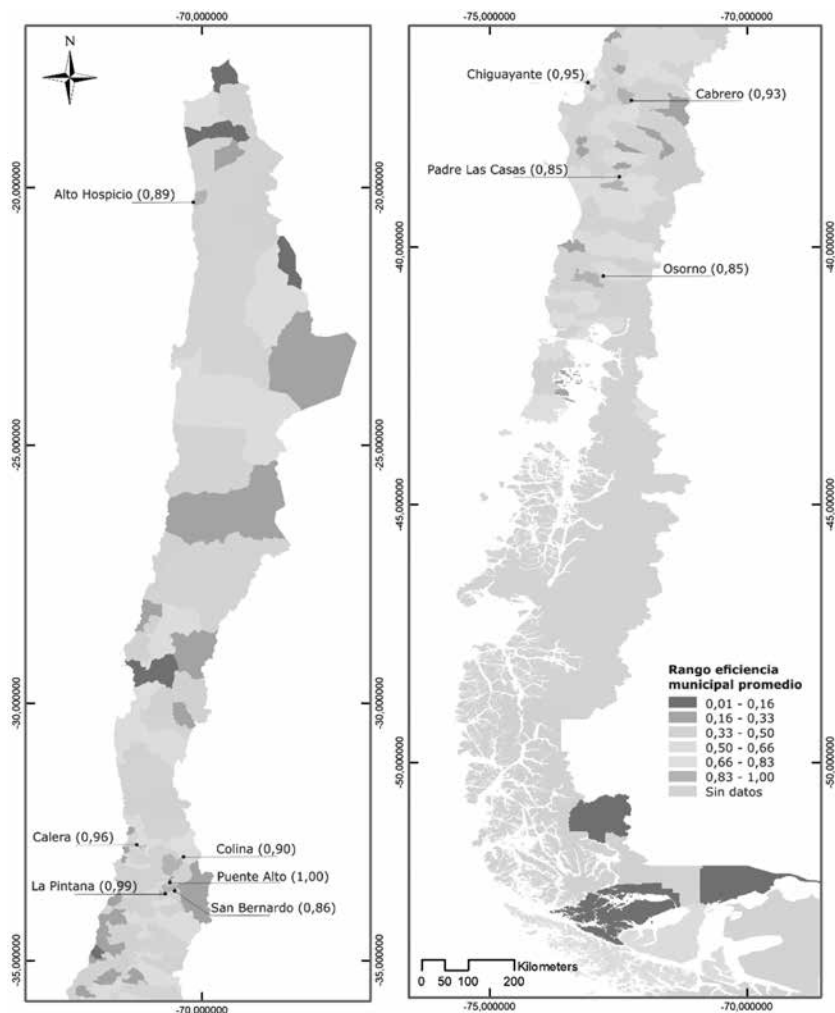 -70,000000
N
-20,000000
Alto Hospicio (0,89)
-25,000000
-30,000000
Calera (0,96)
Colina (0,90)
Puente Alto (1,00)
La Pintana (0,99)
San Bernardo (0,86)
-35,000000
-70,000000
-75,000000
-70,000000
Chiguayante (0,95)
Cabrero (0,93)
Padre Las Casas (0,85)
-40,000000
Osorno (0,85)
-45,000000
Rango eficiencia
municipal promedio
0,01 - 0,16
0,16 - 0,33
0,33 - 0,50
0,50 - 0,66
0,66 - 0,83
0,83 - 1,00
Sin datos
-50,000000
Kilometers
0 50 100 200
-75,000000
-70,000000
-20,000000
-25,000000
-30,000000
-35,000000
-40,000000
-45,000000
-50,000000